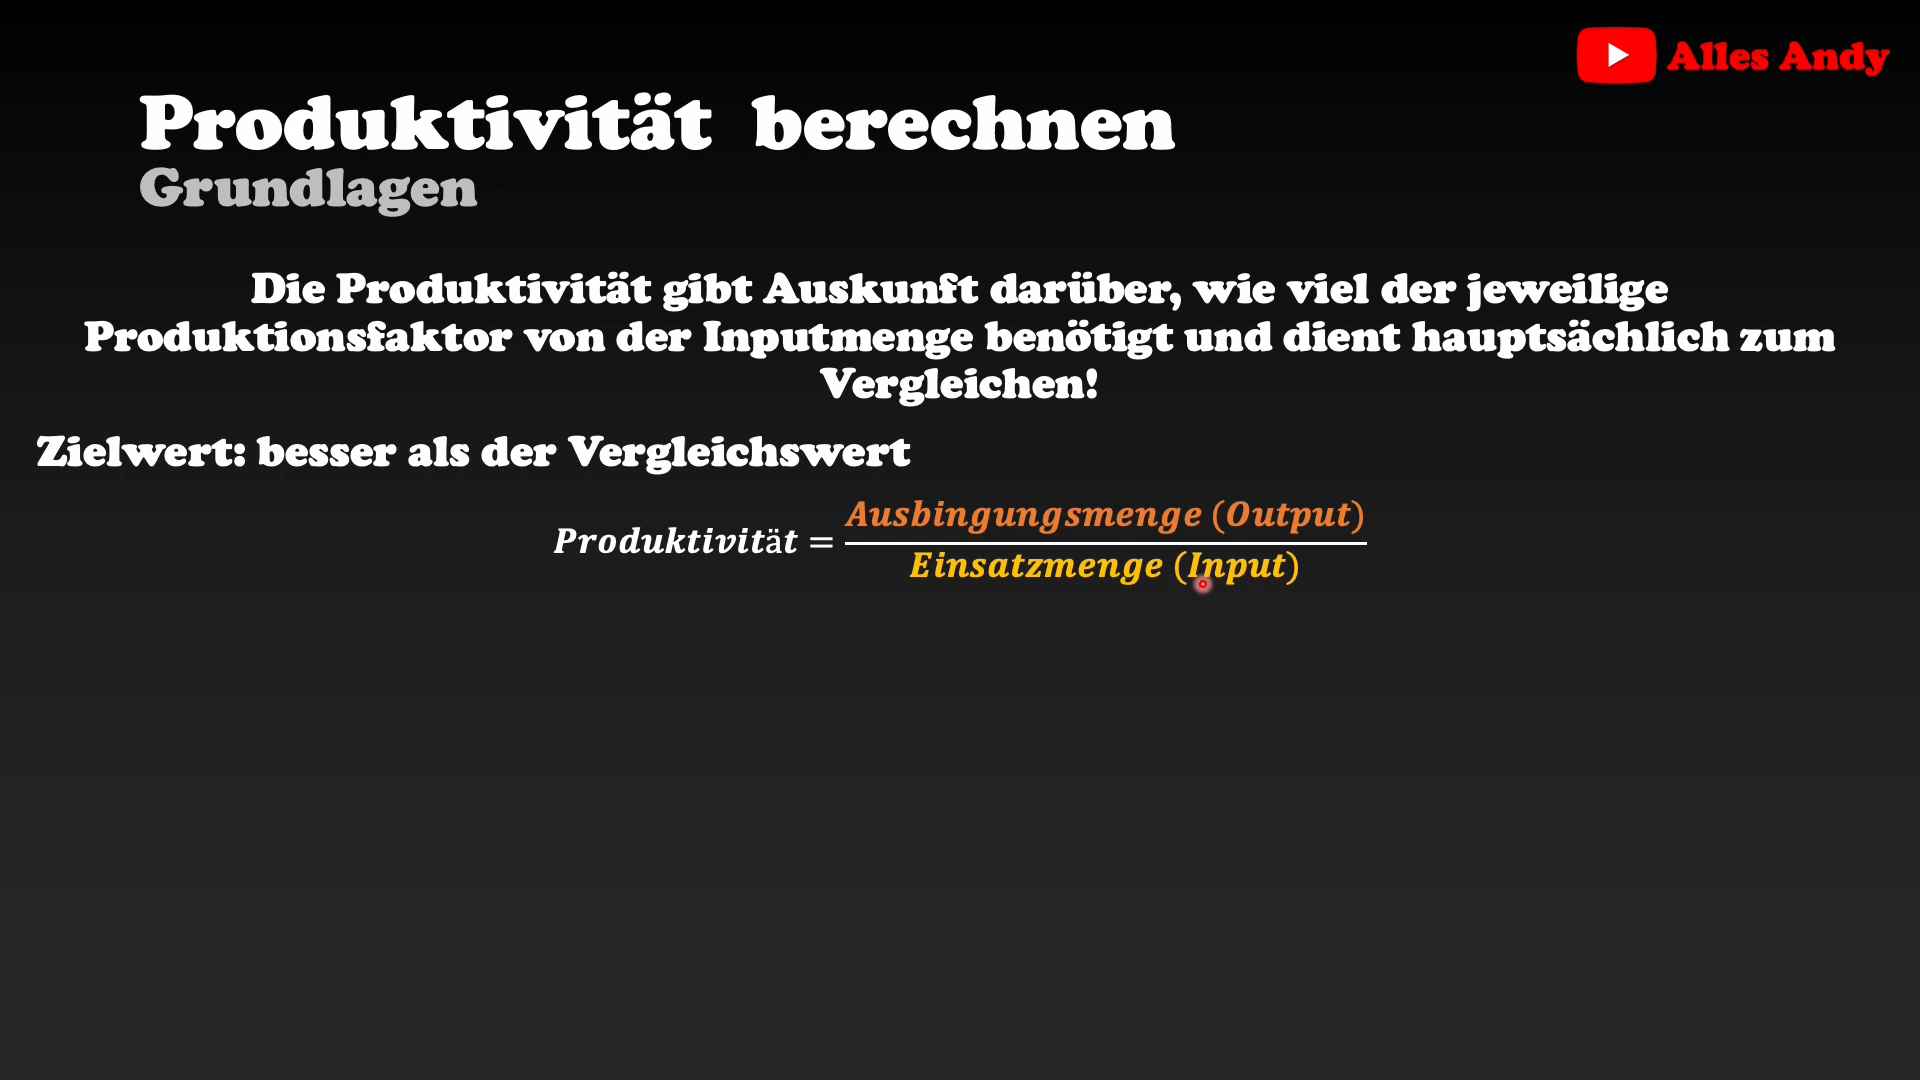 Alles Andy
Produktivität berechnen
Grundlagen
Die Produktivität gibt Auskunft darüber, wie viel der jeweilige
Produktionsfaktor von der Inputmenge benötigt und dient hauptsächlich zum
Vergleichen!
Zielwert: besser als der Vergleichswert
Ausbingungsmenge (Output)
Produktivität =
Einsatzmenge (Input)